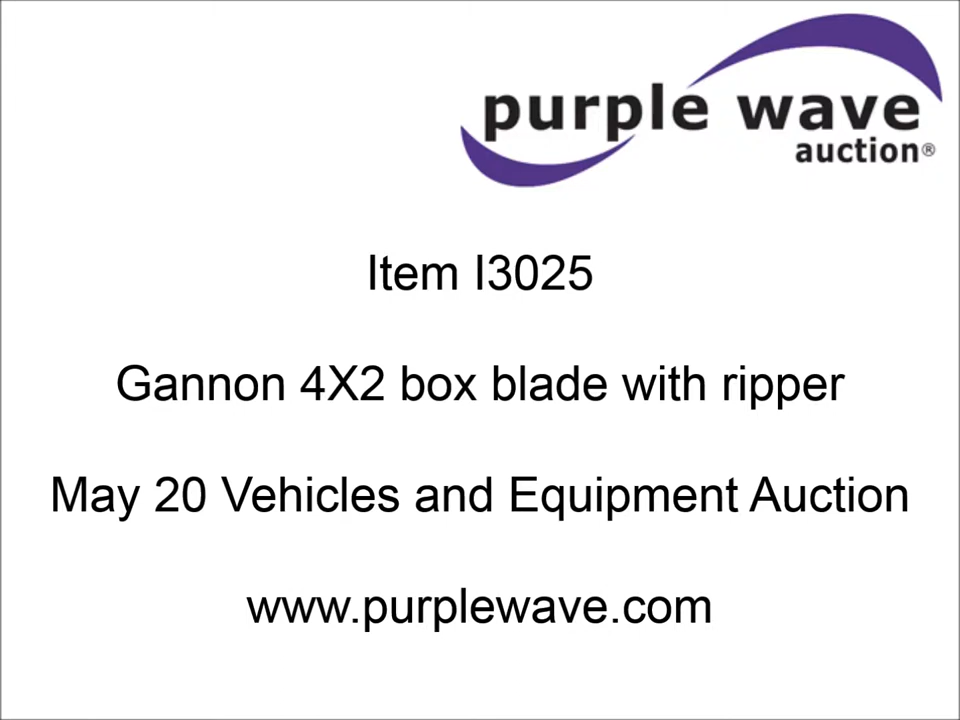 purple wave
auction®
Item I3025
Gannon 4X2 box blade with ripper
May 20 Vehicles and Equipment Auction
www.purplewave.com